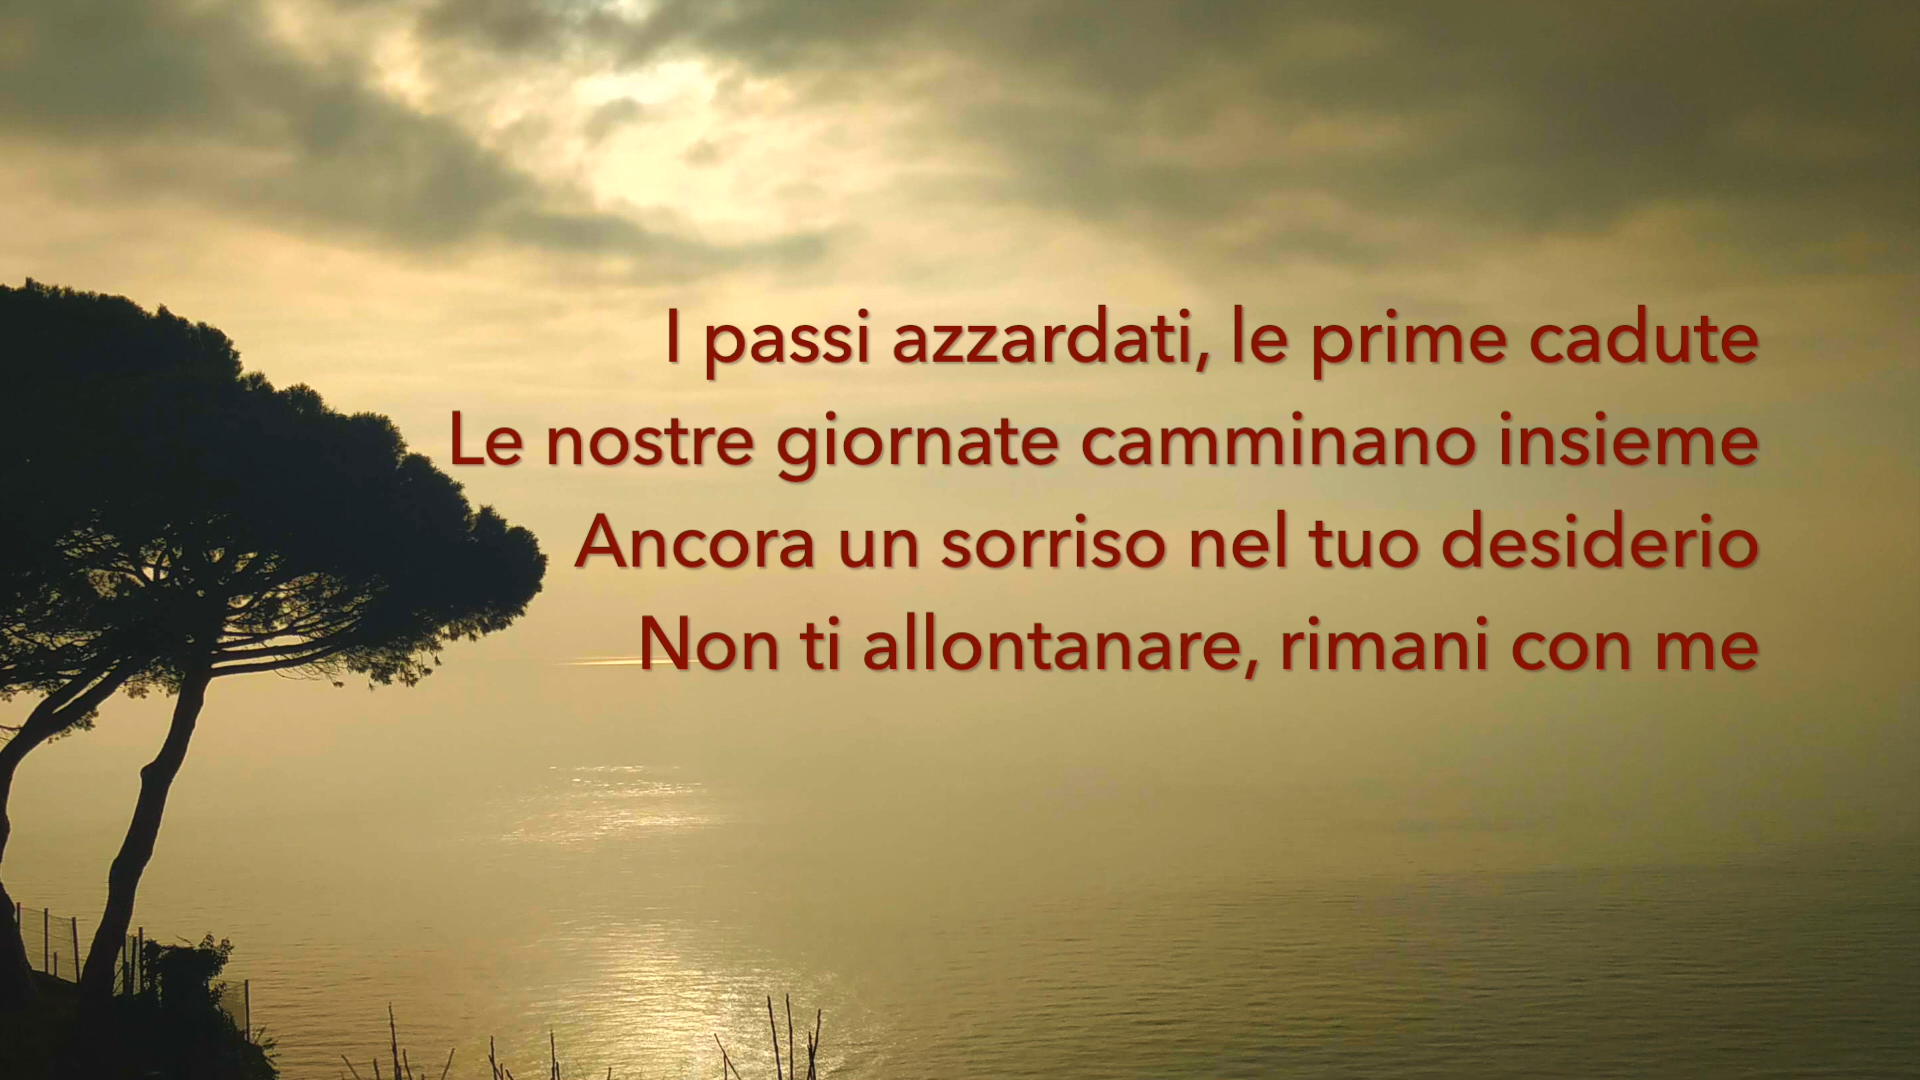 I passi azzardati, le prime cadute
Le nostre giornate camminano insieme
Ancora un sorriso nel tuo desiderio
Non ti allontanare, rimani con me